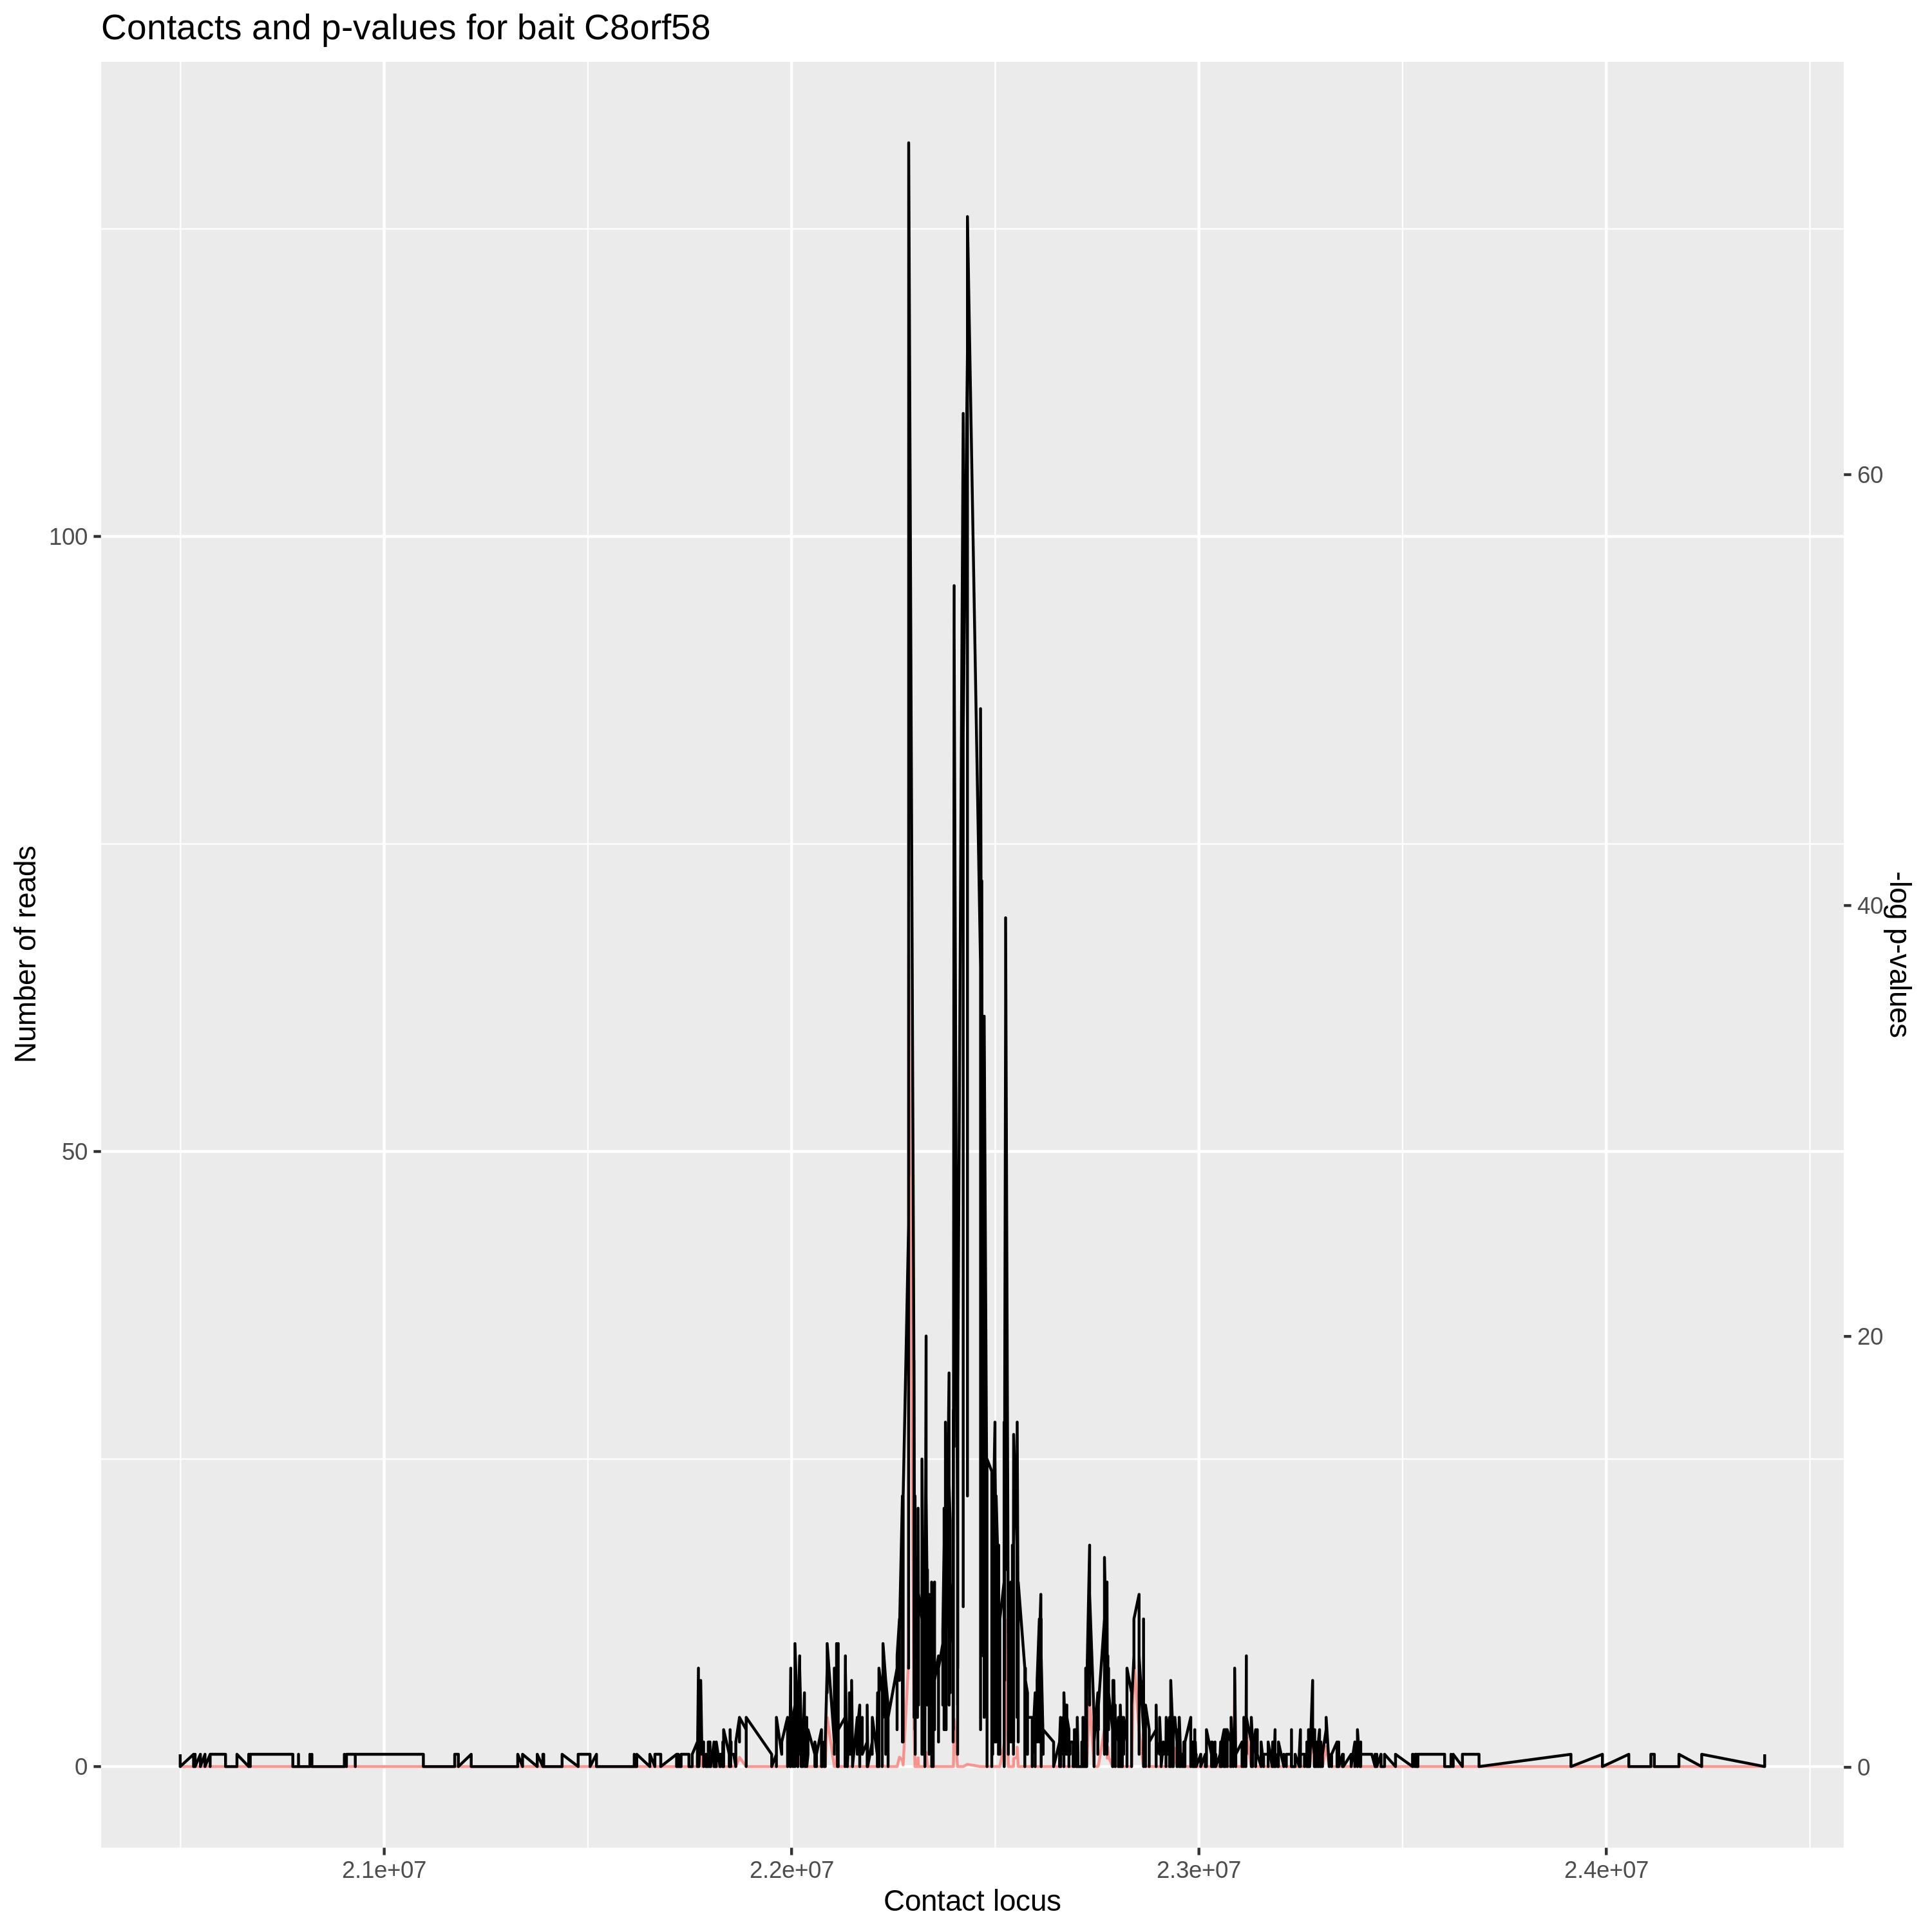 Contacts and p-values for bait C8orf58
Number of reads
100
50
0
60
40
20
0
-log p-values
2.1e+07 2.2e+07 2.3e+07 2.4e+07
Contact locus